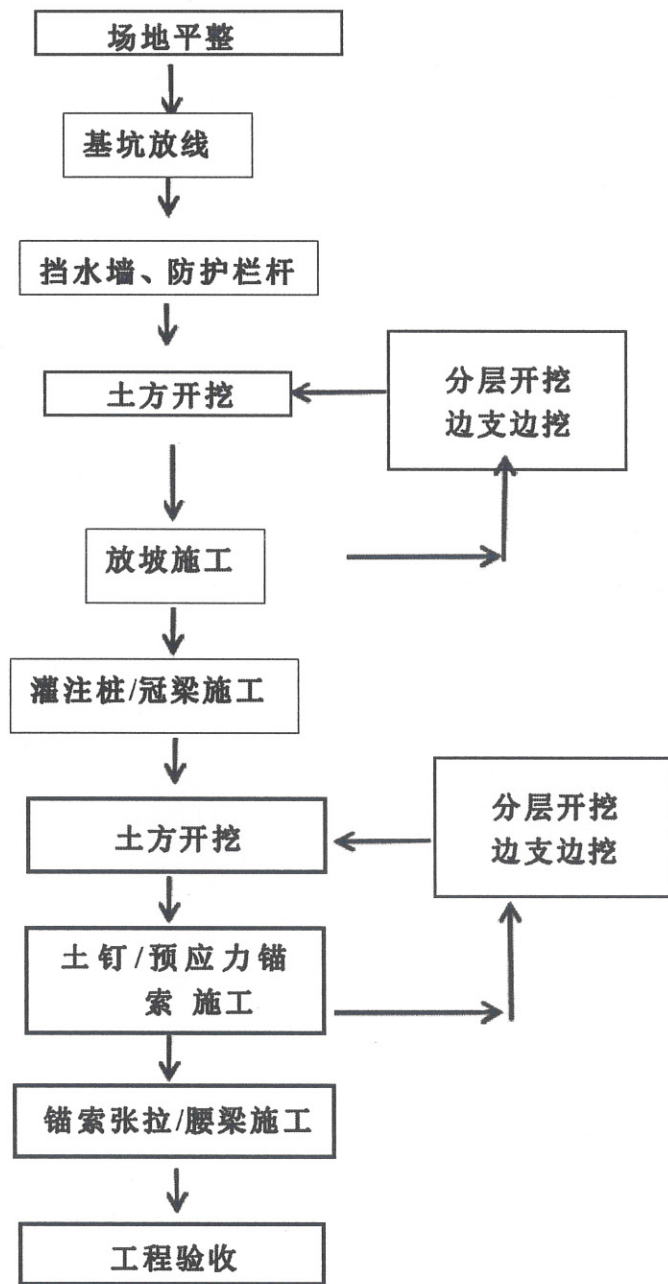 场地平整
基坑放线
挡水墙、防护栏杆
土方开挖
分层开挖
边支边挖
放坡施工
灌注桩/冠梁施工
土方开挖
分层开挖
边支边挖
土钉/预应力锚
索 施工
锚索张拉/腰梁施工
工程验收